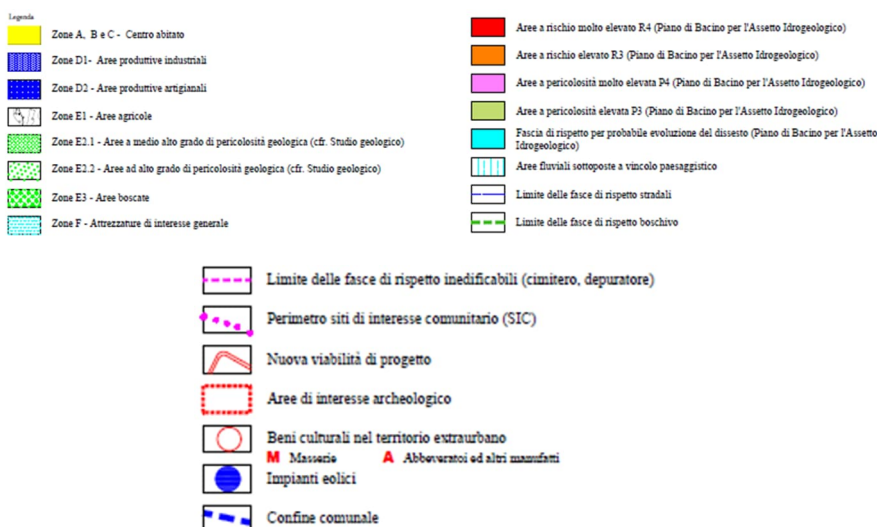 Legenda
Zone A, B e C - Centro abitato
Zone D1- Aree produttive industriali
Zone D2 - Aree produttive artigianali
Zone E1 - Aree agricole
Zone E2.1 - Aree a medio alto grado di pericolosità geologica (cfr. Studio geologico)
Zone E2.2 - Aree ad alto grado di pericolosità geologica (cfr. Studio geologico)
Zone E3 - Aree boscate
Zone F - Attrezzature di interesse generale
Aree a rischio molto elevato R4 (Piano di Bacino per l'Assetto Idrogeologico)
Aree a rischio elevato R3 (Piano di Bacino per l'Assetto Idrogeologico)
Aree a pericolosità molto elevata P4 (Piano di Bacino per l'Assetto Idrogeologico)
Aree a pericolosità elevata P3 (Piano di Bacino per l'Assetto Idrogeologico)
Fascia di rispetto per probabile evoluzione del dissesto (Piano di Bacino per l'Assetto
Idrogeologico)
Aree fluviali sottoposte a vincolo paesaggistico
Limite delle fasce di rispetto stradali
Limite delle fasce di rispetto boschivo
Limite delle fasce di rispetto inedificabili (cimitero, depuratore)
Perimetro siti di interesse comunitario (SIC)
Nuova viabilità di progetto
Aree di interesse archeologico
Beni culturali nel territorio extraurbano
M Masserie A Abbeveratoi ed altri manufatti
Impianti eolici
Confine comunale